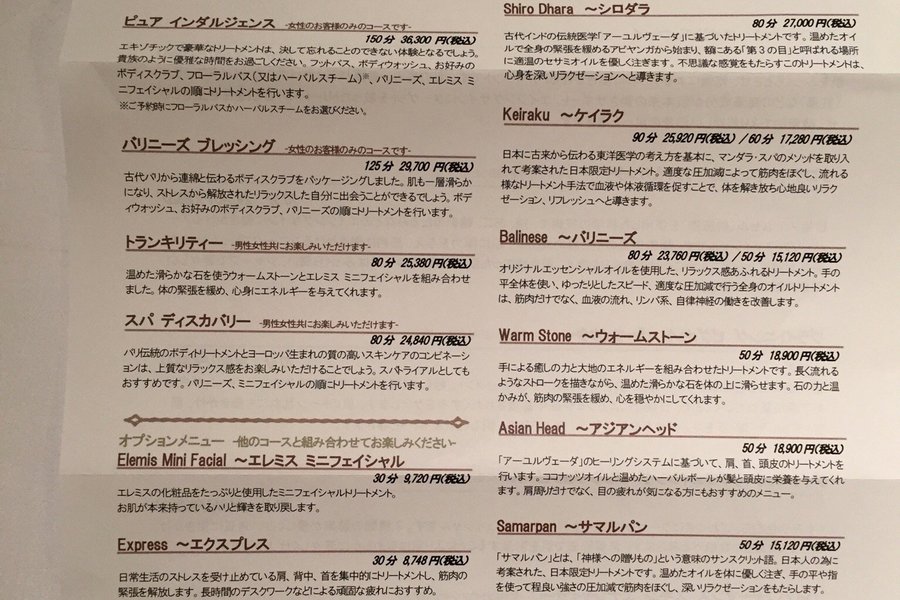 ピュア インダルジェンス -女性のお客様のみのコースです-
150分 36,300円(税込)
エキゾチックで豪華なトリートメントは、決して忘れることのできない体験となるでしょう。
貴族のように優雅な時間をお過ごしください。フットバス、ボディウォッシュ、お好みの
ボディスクラブ、フローラルバス(又はハーバルスチーム)※、バリニーズ、エレミス ミ
ニフェイシャルの順にトリートメントを行います。
※ご予約時にフローラルバスかハーバルスチームをお選びください。
バリニーズ ブレッシング -女性のお客様のみのコースです-
125分 29,700円(税込)
古代バリから連綿と伝わるボディスクラブをパッケージングしました。肌も一層滑らか
になり、ストレスから解放されたリラックスした自分に出会うことができるでしょう。ボデ
ィウォッシュ、お好みのボディスクラブ、バリニーズの順にトリートメントを行います。
トランキリティー -男性女性共にお楽しみいただけます-
80分 25,380円(税込)
温めた滑らかな石を使うウォームストーンとエレミス ミニフェイシャルを組み合わせ
ました。体の緊張を緩め、心身にエネルギーを与えてくれます。
スパ ディスカバリー -男性女性共にお楽しみいただけます-
80分 24,840円(税込)
バリ伝統のボディトリートメントとヨーロッパ生まれの質の高いスキンケアのコンビネーシ
ョンは、上質なリラックス感をお楽しみいただけることでしょう。スパトライアルとしても
おすすめです。バリニーズ、ミニフェイシャルの順にトリートメントを行います。
オプションメニュー -他のコースと組み合わせてお楽しみください-
Elemis Mini Facial ～エレミス ミニフェイシャル
30分 9,720円(税込)
エレミスの化粧品をたっぷりと使用したミニフェイシャルトリートメント。
お肌が本来持っているハリと輝きを取り戻します。
Express ～エクスプレス
30分 8,748円(税込)
日常生活のストレスを受け止めている肩、背中、首を集中的にトリートメントし、筋肉の
緊張を解放します。長時間のデスクワークなどによる頑固な疲れにおすすめ。
Shiro Dhara ～シロダラ
80分 27,000円(税込)
古代インドの伝統医学「アーユルヴェーダ」に基づいたトリートメントです。温めたオイ
ルで全身の緊張を緩めるアビヤンガから始まり、額にある「第3の目」と呼ばれる場所
に適温のセサミオイルを優しく注ぎます。不思議な感覚をもたらすこのトリートメントは、
心身を深いリラクゼーションへと導きます。
Keiraku ～ケイラク
90分 25,920円(税込) / 60分 17,280円(税込)
日本に古来から伝わる東洋医学の考え方を基本に、マンダラ・スパのメソッドを取り入
れて考案された日本限定トリートメント。適度な圧加減によって筋肉をほぐし、流れる
様なトリートメント手法で血液や体液循環を促すことで、体を解き放ち心地良いリラク
ゼーション、リフレッシュへと導きます。
Balinese ～バリニーズ
80分 23,760円(税込) / 50分 15,120円(税込)
オリジナルエッセンシャルオイルを使用した、リラックス感あふれるトリートメント。手の
平全体を使い、ゆったりとしたスピード、適度な圧加減で行う全身のオイルトリートメント
は、筋肉だけでなく、血液の流れ、リンパ系、自律神経の働きを改善します。
Warm Stone ～ウォームストーン
50分 18,900円(税込)
手による癒しの力と大地のエネルギーを組み合わせたトリートメントです。長く流れる
ようなストロークを描きながら、温めた滑らかな石を体の上に滑らせます。石の力と温
かみが、筋肉の緊張を緩め、心を穏やかにしてくれます。
Asian Head ～アジアンヘッド
50分 18,900円(税込)
「アーユルヴェーダ」のヒーリングシステムに基づいて、肩、首、頭皮のトリートメントを
行います。ココナッツオイルと温めたハーバルボールが髪と頭皮に栄養を与えてくれ
ます。肩周りだけでなく、目の疲れが気になる方にもおすすめのメニュー。
Samarpan ～サマルパン
50分 15,120円(税込)
「サマルパン」とは、「神様への贈りもの」という意味のサンスクリット語。日本人の為に
考案された、日本限定トリートメントです。温めたオイルを体に優しく注ぎ、手の平や指
を使って程良い強さの圧加減で筋肉をほぐし、深いリラクゼーションをもたらします。